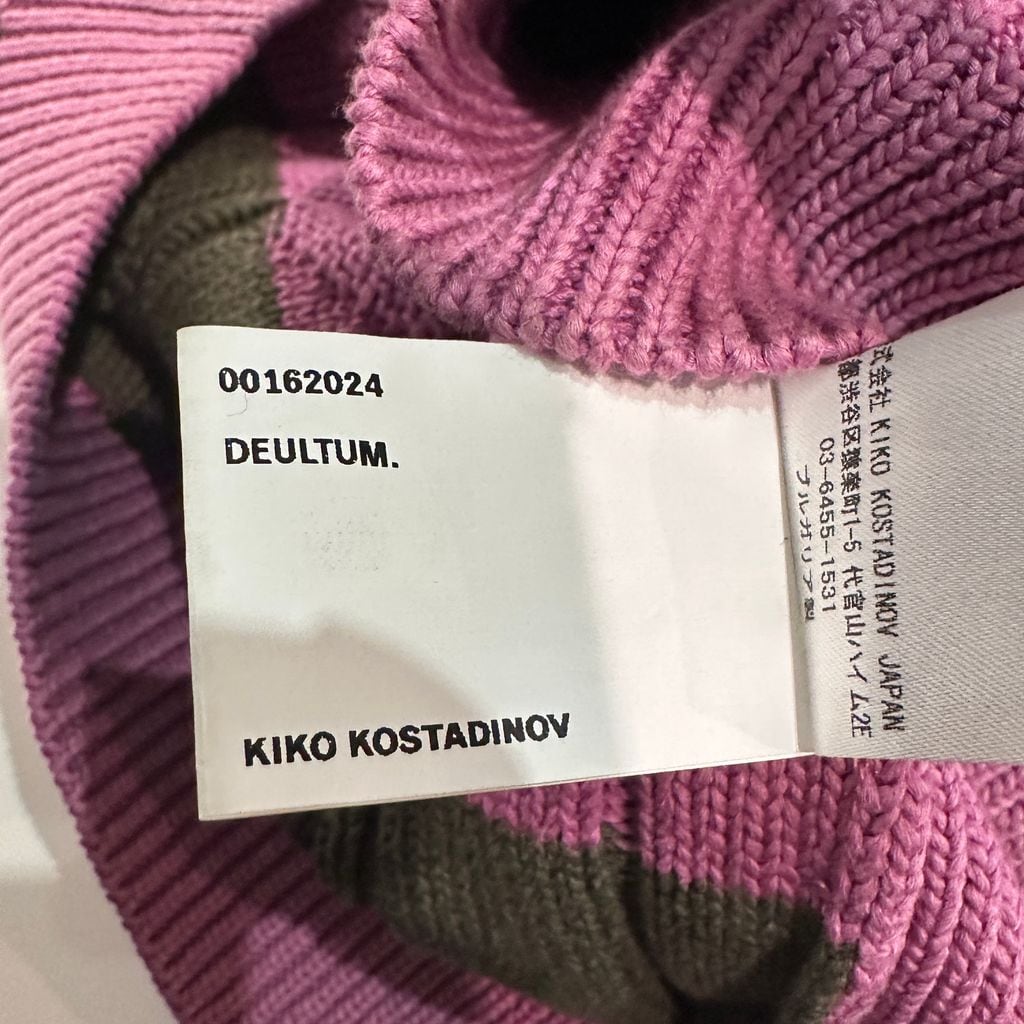 00162024
DEULTUM.
KIKO KOSTADINOV
式会社 KIKO KOSTADINOV JAPAN
都渋谷区猿楽町1-5 代官山ハイム2E
03-6455-1531
ブルガリア製